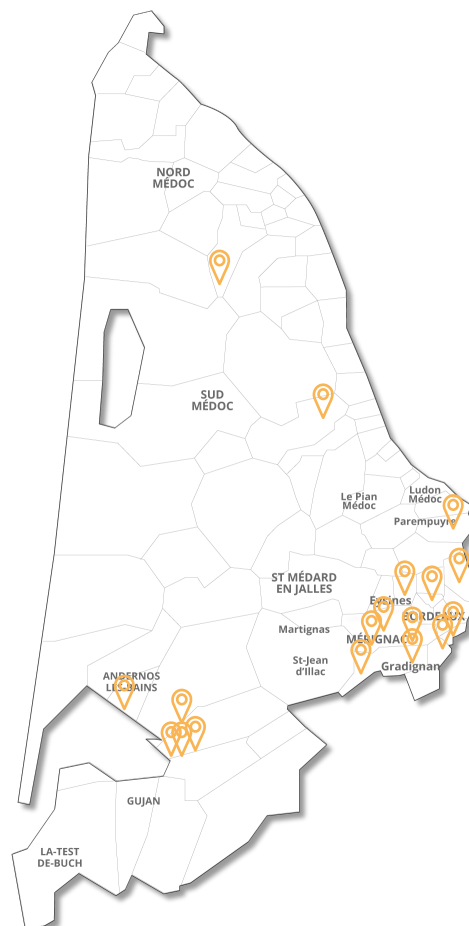 NORD
MÉDOC
SUD
MÉDOC
Le Pian
Médoc
Ludon
Médoc
Parempuyre
ST MÉDARD
EN JALLES
Eysines
BORDEAUX
Martignas
MÉRIGNAC
St-Jean
d'Illac
Gradignan
ANDERNOS
LES-BAINS
GUJAN
LA-TEST
DE-BUCH